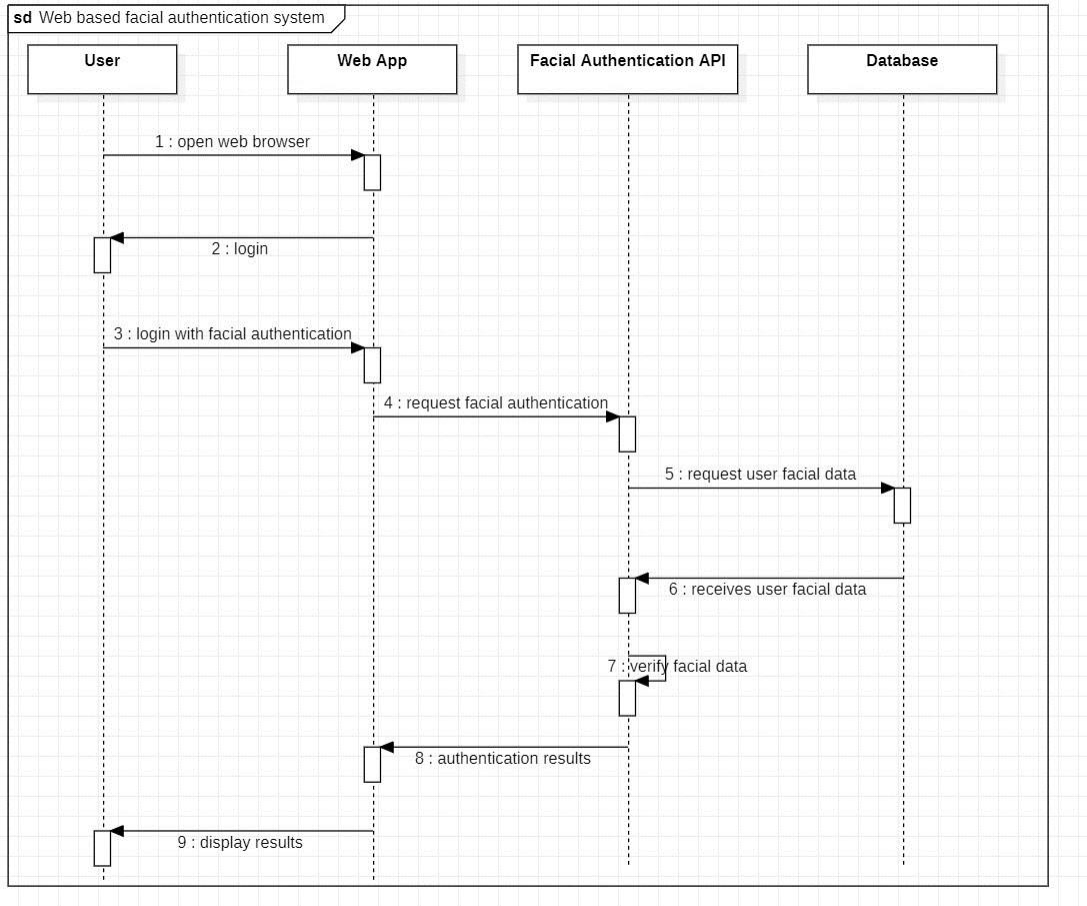 sd Web based facial authentication system
User
Web App
Facial Authentication API
Database
1 : open web browser
2 : login
3 : login with facial authentication
4 : request facial authentication
5 : request user facial data
6 : receives user facial data
7 : verify facial data
8 : authentication results
9 : display results